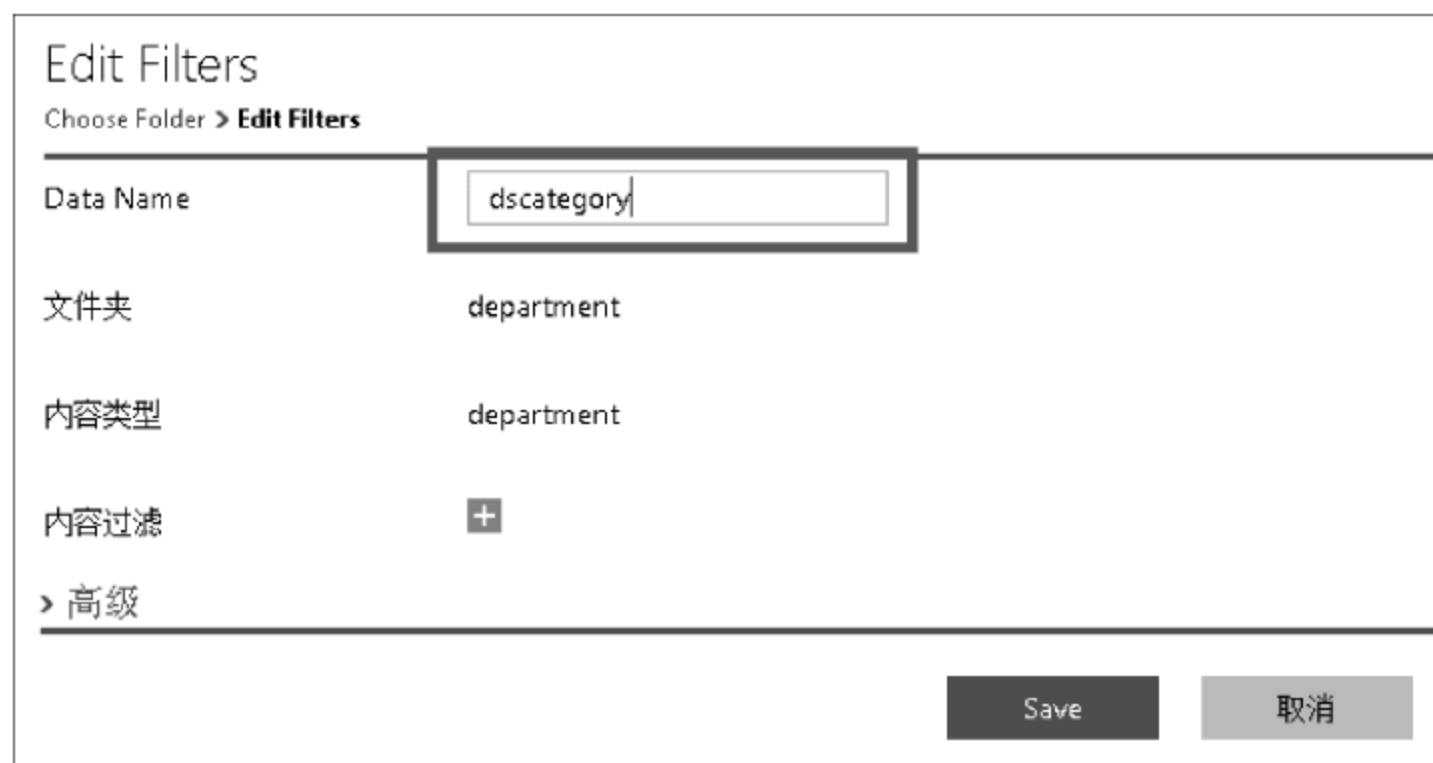 Edit Filters
Choose Folder > Edit Filters
Data Name dscategory
文件夹 department
内容类型 department
内容过滤 +
> 高级
Save 取消